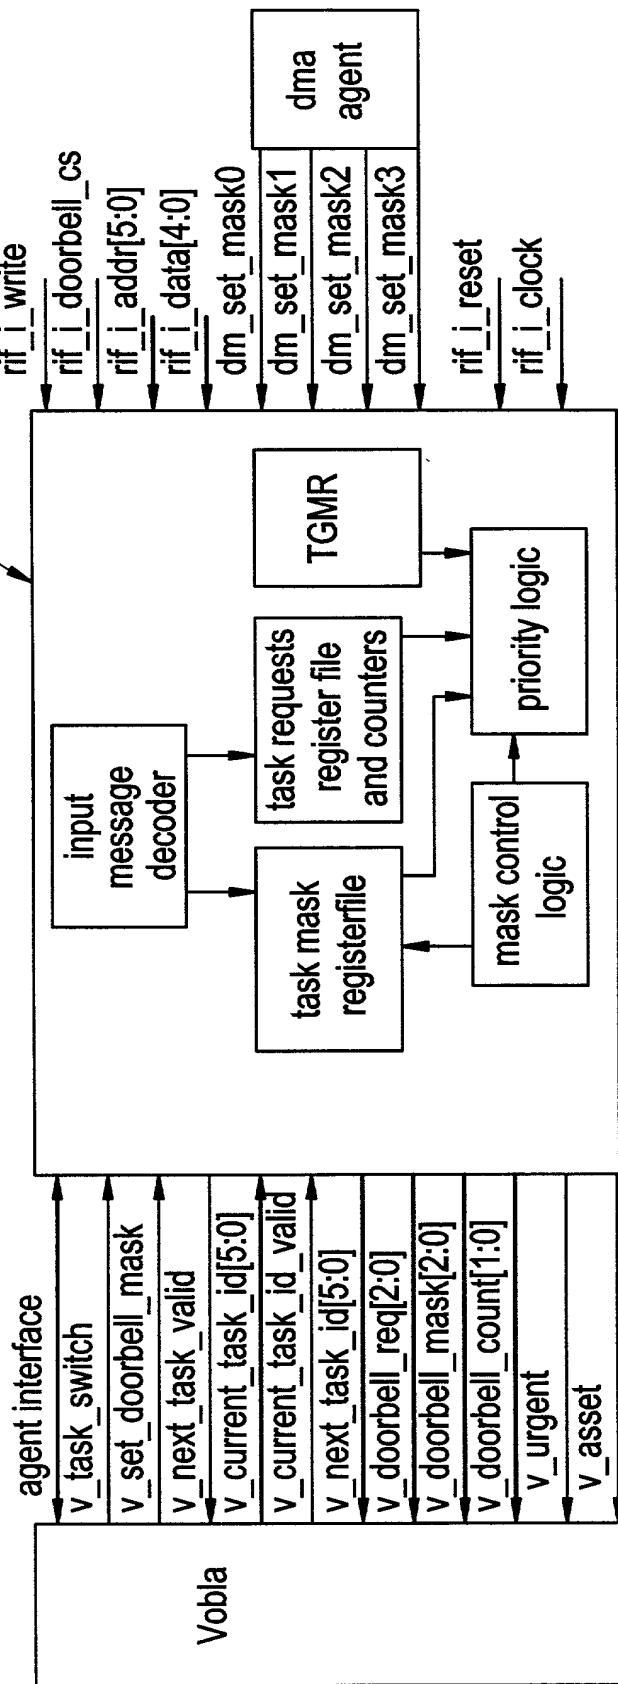 Vobla
agent interface
v_task_switch
v_set_doorbell_mask
v_next_task_valid
v_current_task_id[5:0]
v_current_task_id_valid
v_next_task_id[5:0]
v_doorbell_req[2:0]
v_doorbell_mask[2:0]
v_doorbell_count[1:0]
v_urgent
v_asset
input
message
decoder
task mask
registerfile
task requests
register file
and counters
TGMR
mask control
logic
priority logic
rif_i_write
rif_i_doorbell_cs
rif_i_addr[5:0]
rif_i_data[4:0]
dm_set_mask0
dm_set_mask1
dm_set_mask2
dm_set_mask3
rif_i_reset
rif_i_clock
dma
agent